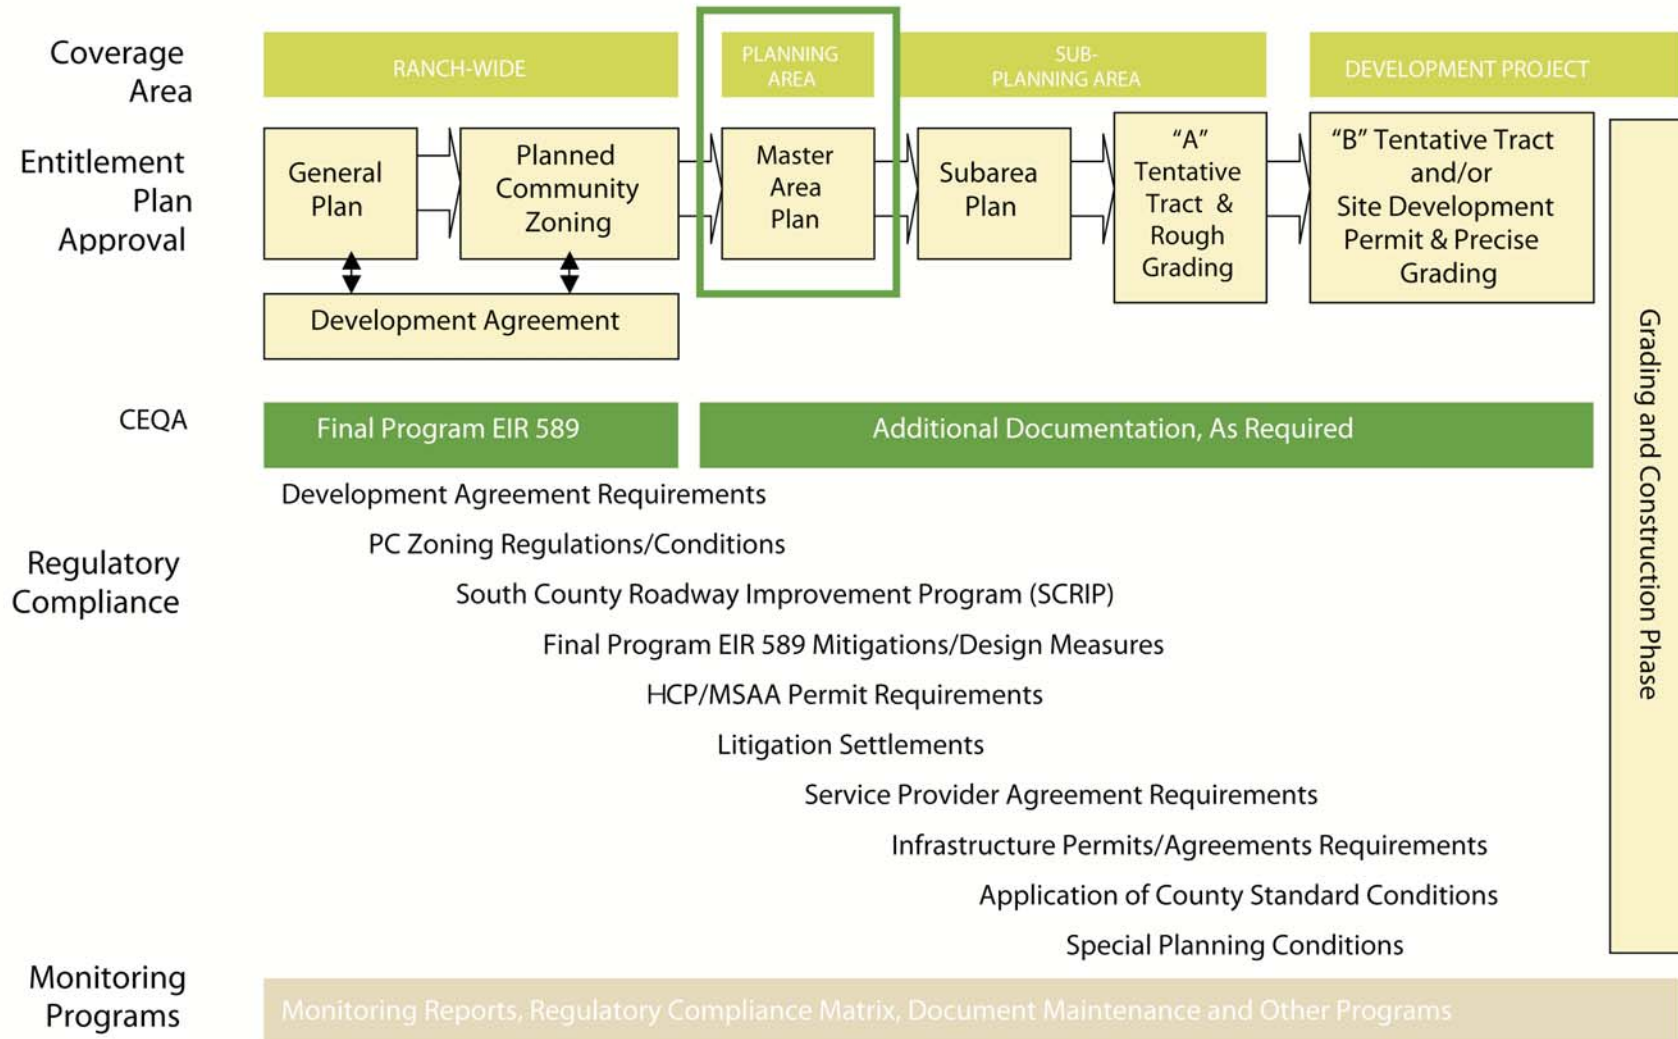 Coverage
Area
RANCH-WIDE
PLANNING
AREA
SUB-
PLANNING AREA
DEVELOPMENT PROJECT
Entitlement
Plan
Approval
General
Plan
Planned
Community
Zoning
Master
Area
Plan
Subarea
Plan
“A”
Tentative
Tract &
Rough
Grading
“B” Tentative Tract
and/or
Site Development
Permit & Precise
Grading
Development Agreement
Grading and Construction Phase
CEQA
Final Program EIR 589
Additional Documentation, As Required
Regulatory
Compliance
Development Agreement Requirements
PC Zoning Regulations/Conditions
South County Roadway Improvement Program (SCRIP)
Final Program EIR 589 Mitigations/Design Measures
HCP/MSAA Permit Requirements
Litigation Settlements
Service Provider Agreement Requirements
Infrastructure Permits/Agreements Requirements
Application of County Standard Conditions
Special Planning Conditions
Monitoring
Programs
Monitoring Reports, Regulatory Compliance Matrix, Document Maintenance and Other Programs